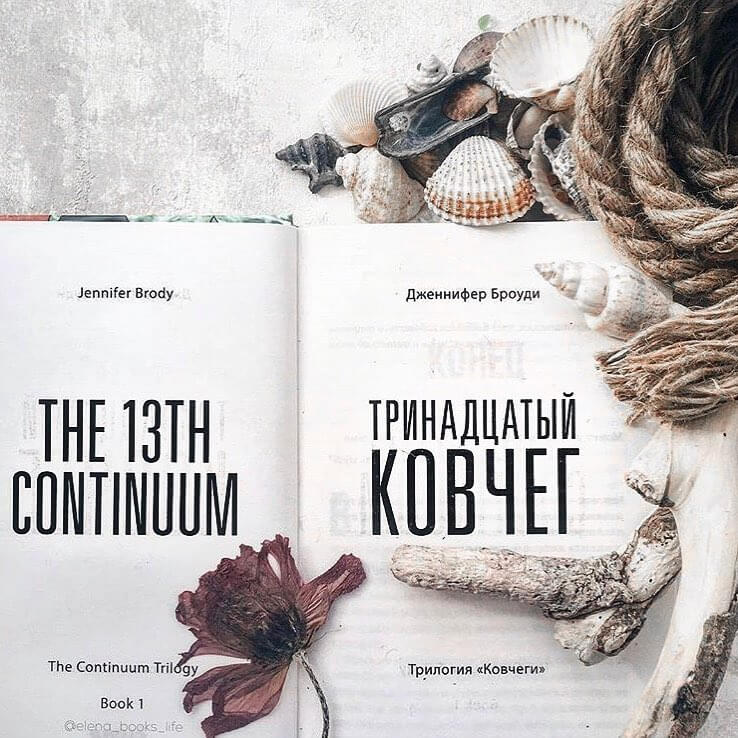 Jennifer Brody
THE 13TH
CONTINUUM
The Continuum Trilogy
Book 1
@elena_books_life
Дженнифер Броуди
ТРИНАДЦАТЫЙ
КОВЧЕГ
Трилогия «Ковчеги»